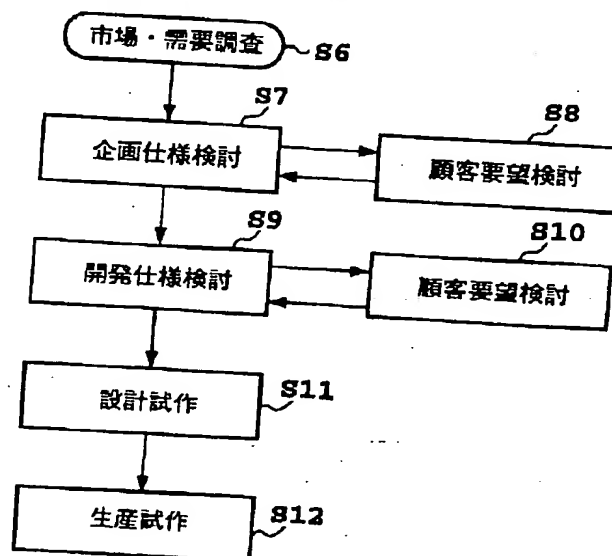 市場・需要調査
S6
S7
企画仕様検討
S8
顧客要望検討
S9
開発仕様検討
S10
顧客要望検討
設計試作
S11
生産試作
S12